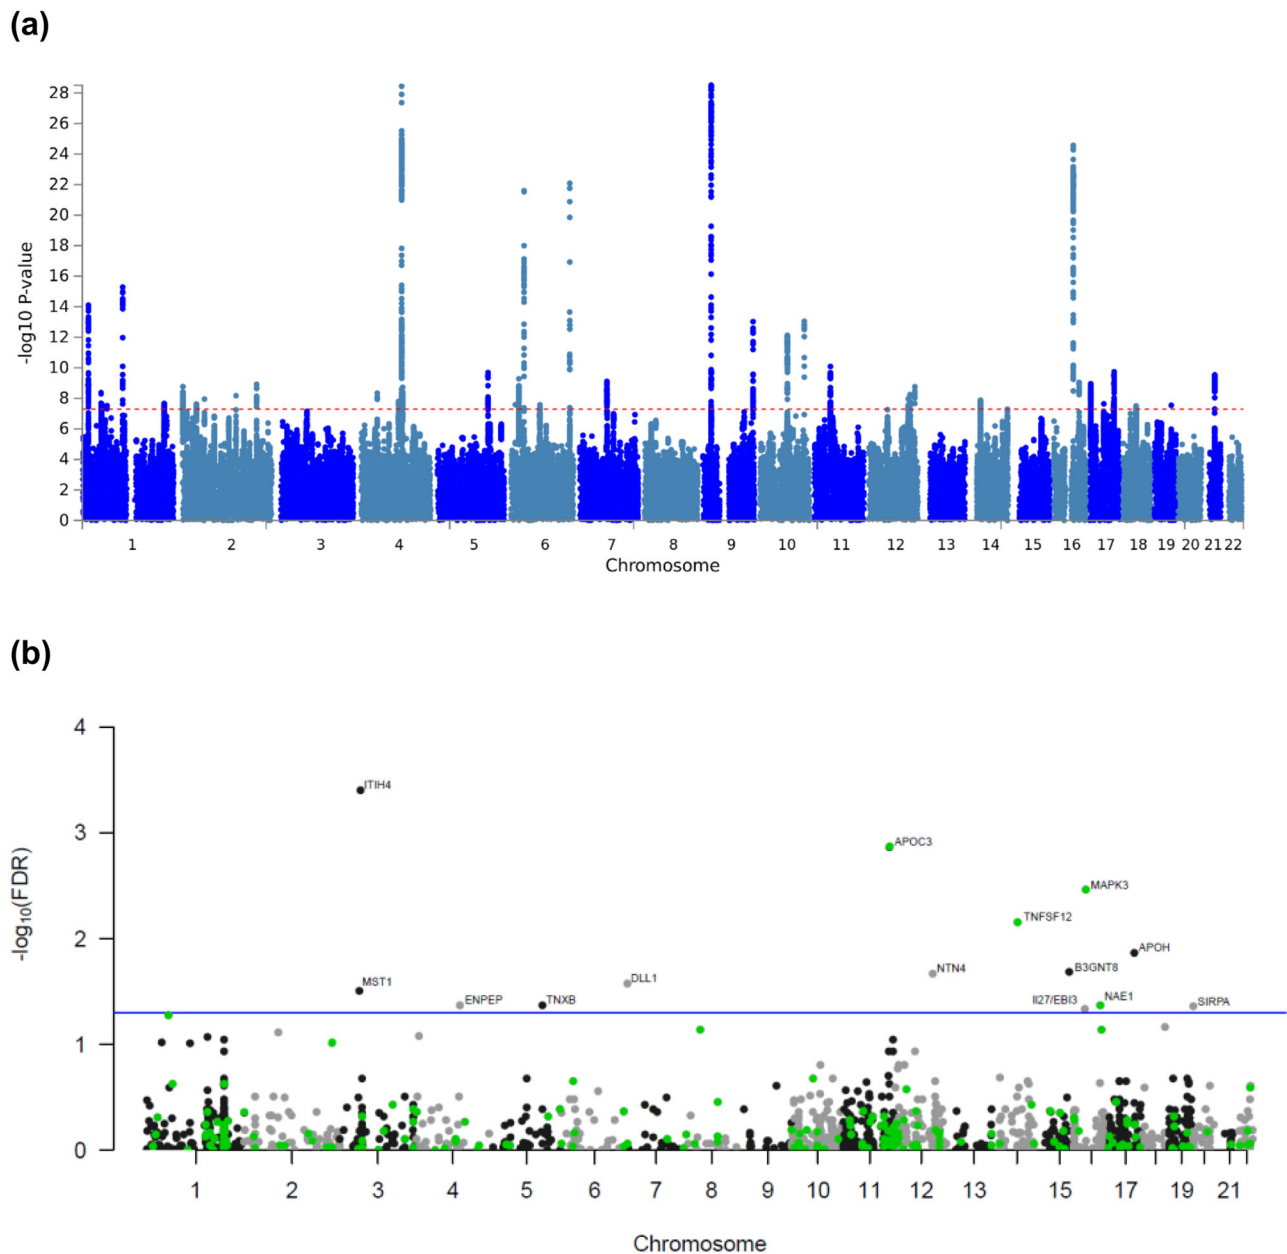 (a)
28
26
24
22
20
18
16
14
12
10
8
6
4
2
0
-log10 P-value
1 2 3 4 5 6 7 8 9 10 11 12 13 14 15 16 17 18 19 20 21 22
Chromosome
(b)
4
3
2
1
0
-log10(FDR)
ITIH4
APOC3
MAPK3
TNFSF12
APOH
B3GNT8
NTN4
DLL1
MST1
ENPEP
TNXB
Il27/EBI3
NAE1
SIRPA
1 2 3 4 5 6 7 8 9 10 11 12 13 15 17 19 21
Chromosome